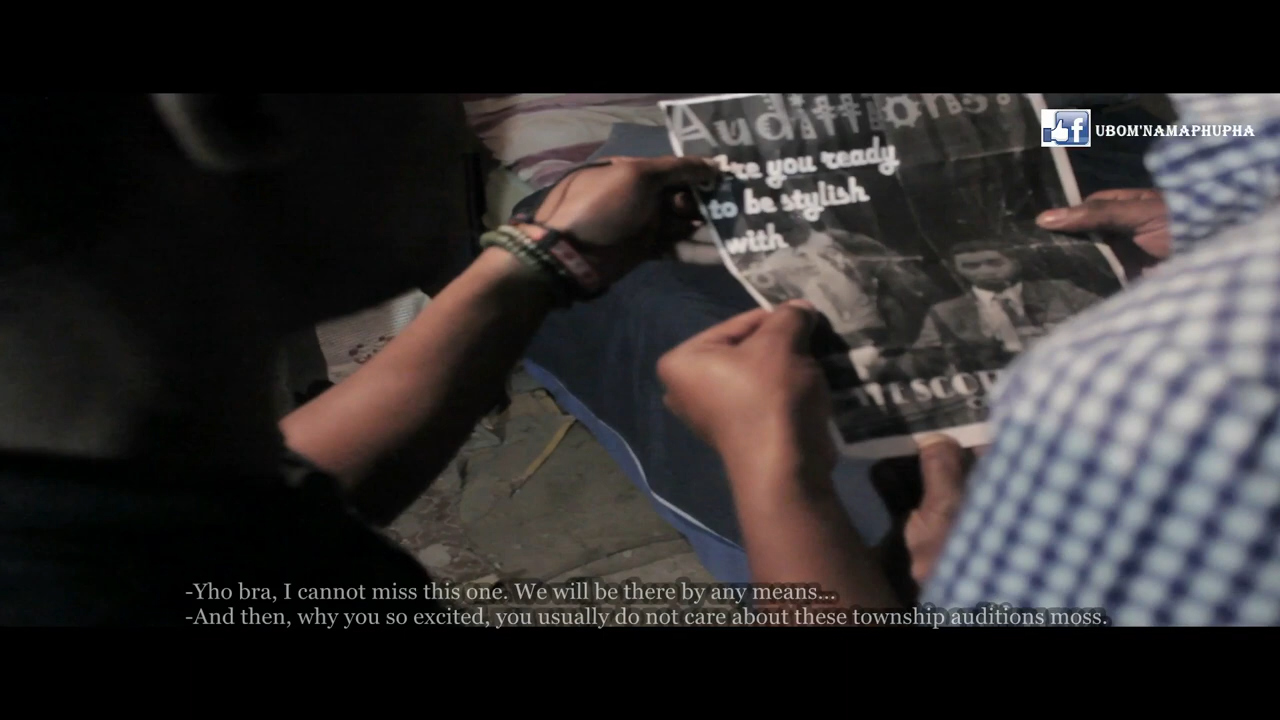 Auditions!
UBOM'NAMAPHUPHA
Are you ready
to be stylish
with
-Yho bra, I cannot miss this one. We will be there by any means...
-And then, why you so excited, you usually do not care about these township auditions moss.